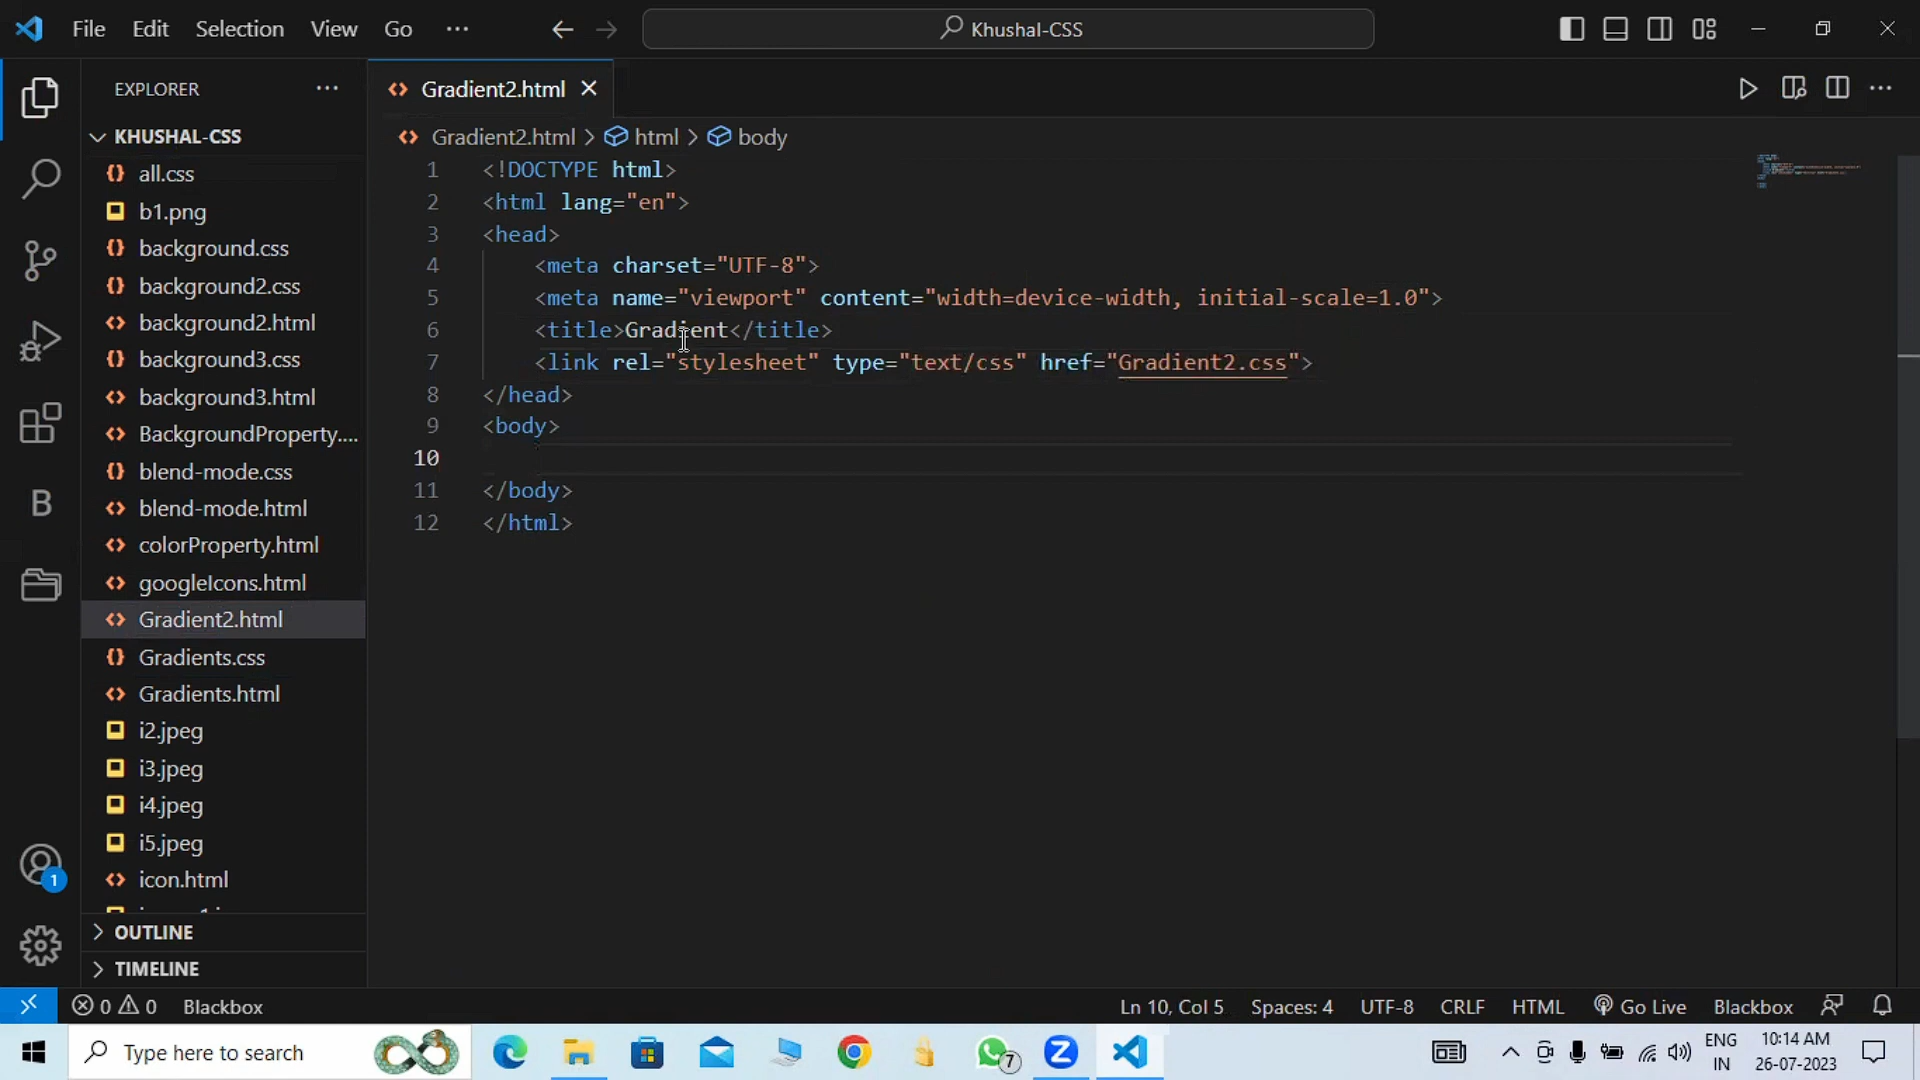 File Edit Selection View Go ··· Khushal-CSS
EXPLORER ···
Gradient2.html
KHUSHAL-CSS
Gradient2.html > html > body
all.css
b1.png
background.css
background2.css
background2.html
background3.css
background3.html
BackgroundProperty....
blend-mode.css
blend-mode.html
colorProperty.html
googleIcons.html
Gradient2.html
Gradients.css
Gradients.html
i2.jpeg
i3.jpeg
i4.jpeg
i5.jpeg
icon.html
OUTLINE
TIMELINE
1 <!DOCTYPE html>
2 <html lang="en">
3 <head>
4 <meta charset="UTF-8">
5 <meta name="viewport" content="width=device-width, initial-scale=1.0">
6 <title>Gradient</title>
7 <link rel="stylesheet" type="text/css" href="Gradient2.css">
8 </head>
9 <body>
10
11 </body>
12 </html>
B
1
0 0 Blackbox Ln 10, Col 5 Spaces: 4 UTF-8 CRLF HTML Go Live Blackbox
Type here to search 7 ENG 10:14 AM
IN 26-07-2023